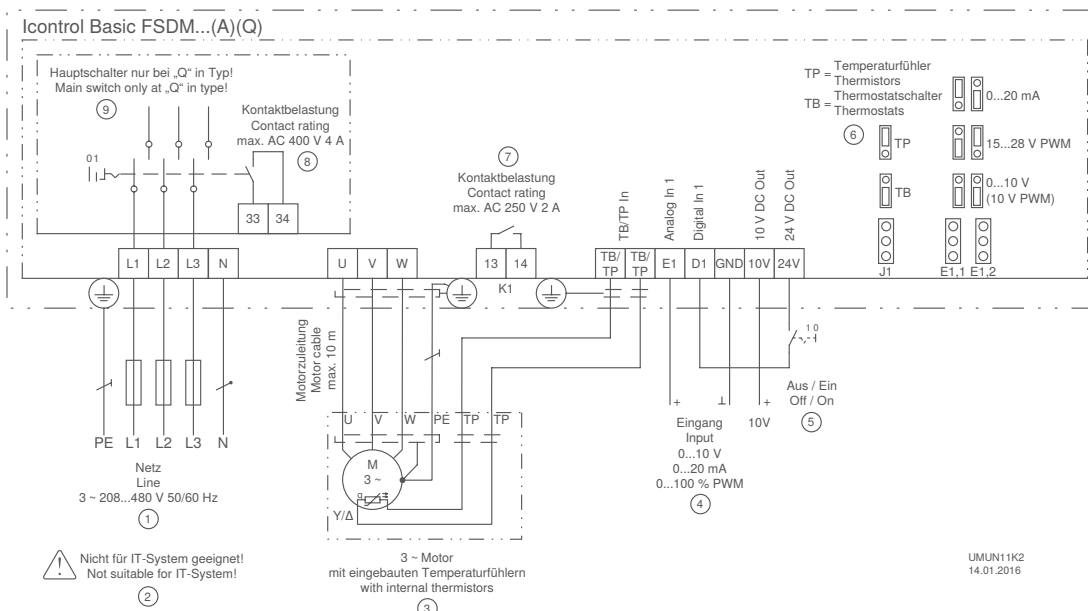 Icontrol Basic FSDM...(A)(Q)
Hauptschalter nur bei „Q“ in Typ!
Main switch only at „Q“ in type!
9
Kontaktbelastung
Contact rating
max. AC 400 V 4 A
8
0 1
33 34
7
Kontaktbelastung
Contact rating
max. AC 250 V 2 A
TB/TP In
Analog In 1
Digital In 1
10 V DC Out
24 V DC Out
TP = Temperaturfühler
Thermistors
TB = Thermostatschalter
Thermostats
6
TP
TB
J1
0...20 mA
15...28 V PWM
0...10 V
(10 V PWM)
E1,1 E1,2
L1 L2 L3 N
U V W
13 14
K1
TB/
TP
TB/
TP
E1 D1 GND 10V 24V
Motorzuleitung
Motor cable
max. 10 m
1 0
Aus / Ein
Off / On
5
PE L1 L2 L3 N
Netz
Line
3 ~ 208...480 V 50/60 Hz
1
U V W PE TP TP
M
3 ~
Y/Δ
+ ⊥ +
Eingang
Input
0...10 V
0...20 mA
0...100 % PWM
4
10V
Nicht für IT-System geeignet!
Not suitable for IT-System!
2
3 ~ Motor
mit eingebauten Temperaturfühlern
with internal thermistors
3
UMUN11K2
14.01.2016